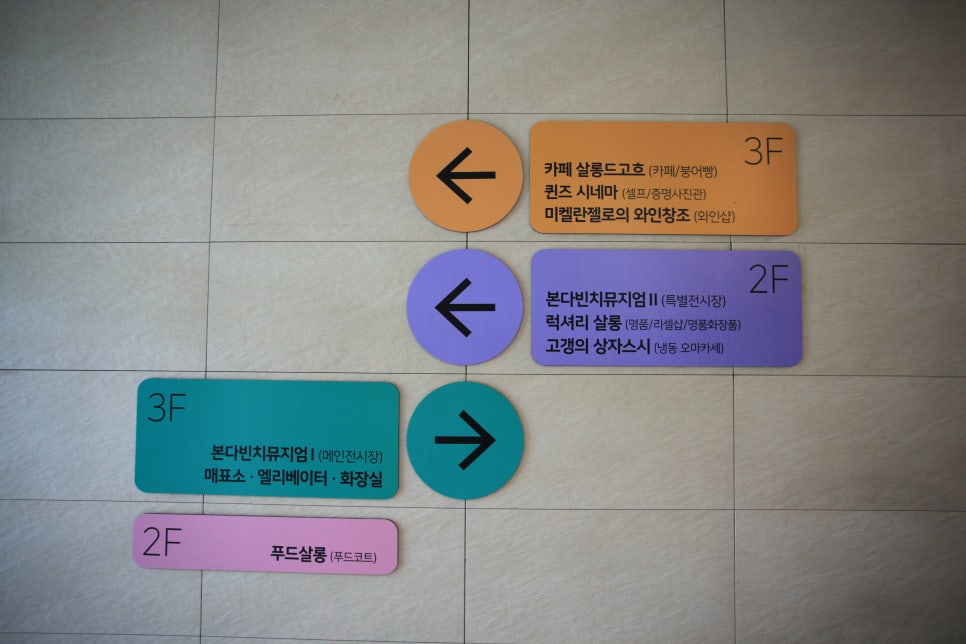 3F
카페 살롱드고흐 (카페/붕어빵)
퀸즈 시네마 (셀프/증명사진관)
미켈란젤로의 와인창조 (와인샵)
2F
본다빈치뮤지엄 II (특별전시장)
럭셔리 살롱 (명품/리셀샵/명품화장품)
고갱의 상자스시 (냉동 오마카세)
3F
본다빈치뮤지엄 I (메인전시장)
매표소 · 엘리베이터 · 화장실
2F
푸드살롱 (푸드코트)